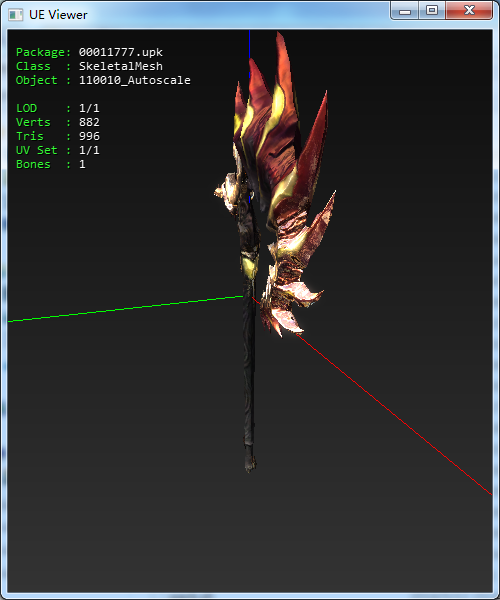 UE Viewer
Package: 00011777.upk
Class : SkeletalMesh
Object : 110010_Autoscale
LOD : 1/1
Verts : 882
Tris : 996
UV Set : 1/1
Bones : 1